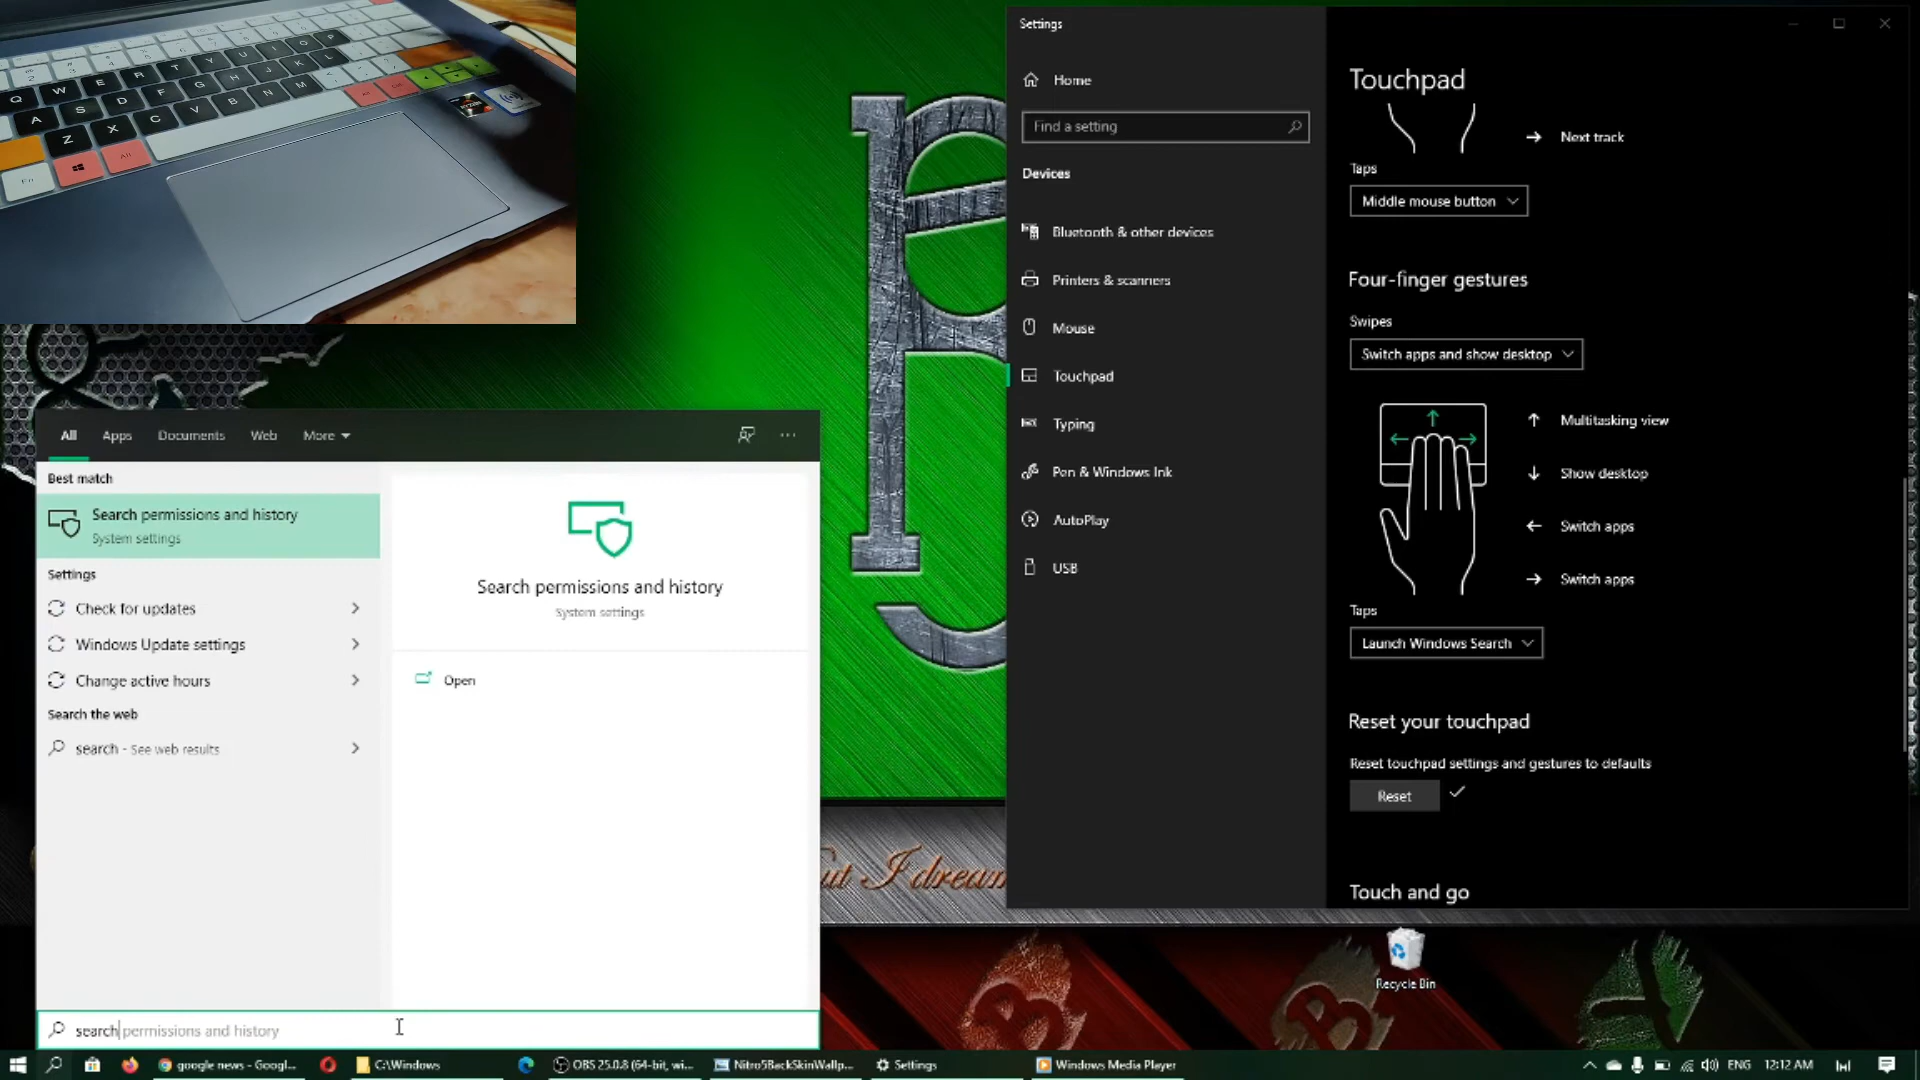 Settings
Home
Find a setting
Devices
Bluetooth & other devices
Printers & scanners
Mouse
Touchpad
Typing
Pen & Windows Ink
AutoPlay
USB
Touchpad
Next track
Taps
Middle mouse button
Four-finger gestures
Swipes
Switch apps and show desktop
Multitasking view
Show desktop
Switch apps
Switch apps
Taps
Launch Windows Search
Reset your touchpad
Reset touchpad settings and gestures to defaults
Reset
Touch and go
Q W E R T Y U I O P
A S D F G H J K L
Z X C V B N M
Fn
Alt
RYZEN
All Apps Documents Web More
Best match
Search permissions and history
System settings
Settings
Check for updates
Windows Update settings
Change active hours
Search the web
search - See web results
Search permissions and history
System settings
Open
search permissions and history
but I dream
Recycle Bin
google news - Googl...
C:\Windows
OBS 25.0.8 (64-bit, wi...
Nitro5BackSkinWallp...
Settings
Windows Media Player
ENG
12:12 AM